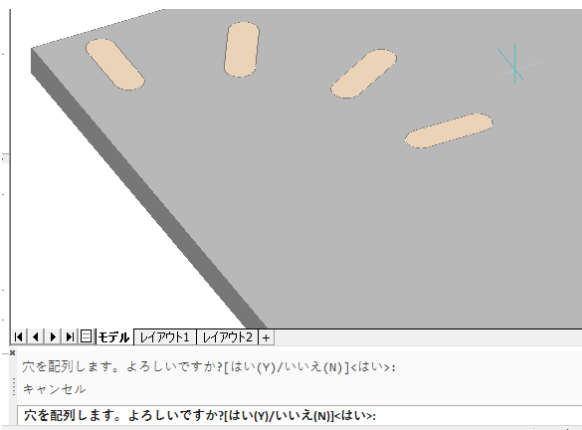 モデル レイアウト1 レイアウト2 +
穴を配列します。よろしいですか?[はい(Y)/いいえ(N)]<はい>:
キャンセル
穴を配列します。よろしいですか?[はい(Y)/いいえ(N)]<はい>: